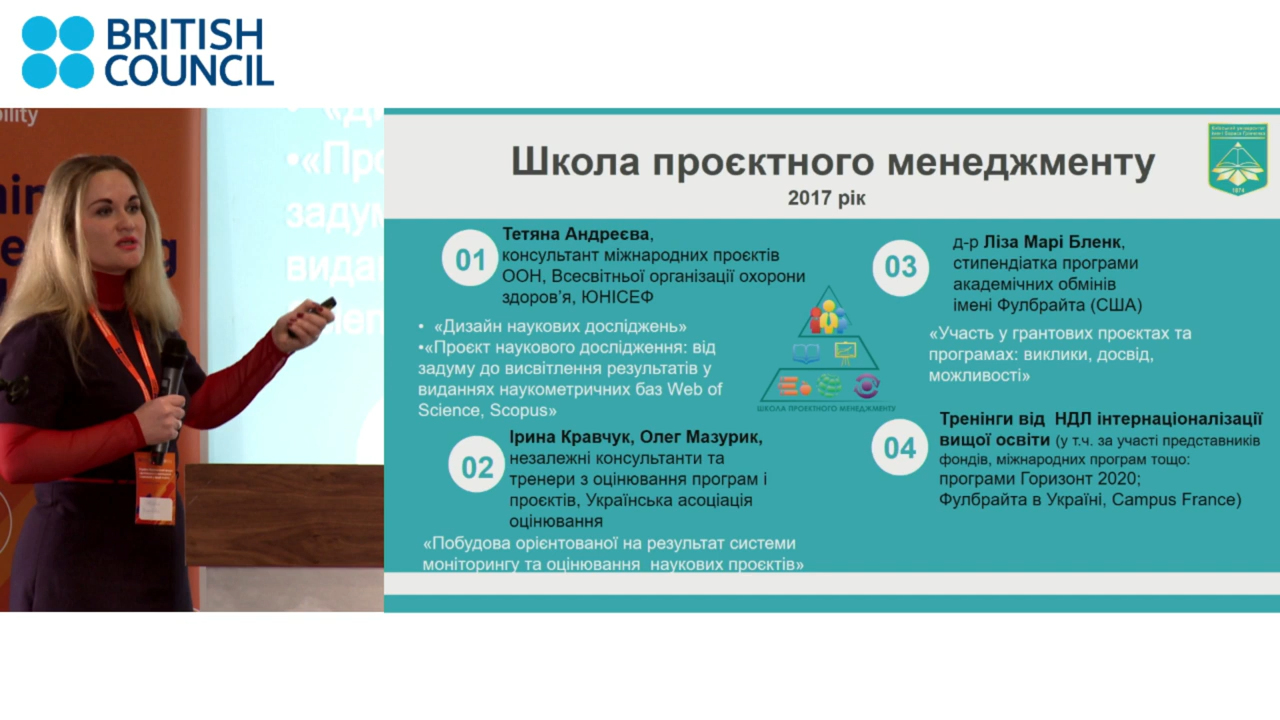 BRITISH
COUNCIL
Школа проєктного менеджменту
2017 рік
01
Тетяна Андреєва,
консультант міжнародних проєктів
ООН, Всесвітньої організації охорони
здоров'я, ЮНІСЕФ
• «Дизайн наукових досліджень»
•«Проєкт наукового дослідження: від
задуму до висвітлення результатів у
виданнях наукометричних баз Web of
Science, Scopus»
02
Ірина Кравчук, Олег Мазурик,
незалежні консультанти та
тренери з оцінювання програм і
проєктів, Українська асоціація
оцінювання
«Побудова орієнтованої на результат системи
моніторингу та оцінювання наукових проєктів»
ШКОЛА ПРОЕКТНОГО МЕНЕДЖМЕНТУ
03
д-р Ліза Марі Бленк,
стипендіатка програми
академічних обмінів
імені Фулбрайта (США)
«Участь у грантових проєктах та
програмах: виклики, досвід,
можливості»
04
Тренінги від НДЛ інтернаціоналізації
вищої освіти (у т.ч. за участі представників
фондів, міжнародних програм тощо:
програми Горизонт 2020;
Фулбрайта в Україні, Campus France)
1874
•«Про
задум
вида